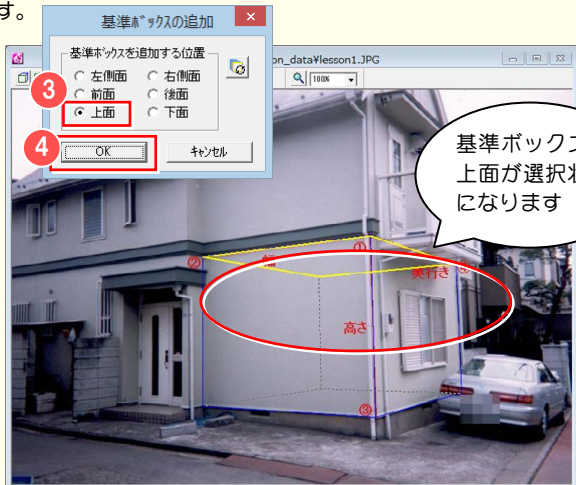 す。
基準ﾎﾞｯｸｽの追加
基準ﾎﾞｯｸｽを追加する位置
左側面
右側面
3
前面
後面
上面
下面
4
OK
ｷｬﾝｾﾙ
on_data¥lesson1.JPG
100%
基準ボックス
上面が選択状
になります
①
②
幅
奥行き
高さ
③